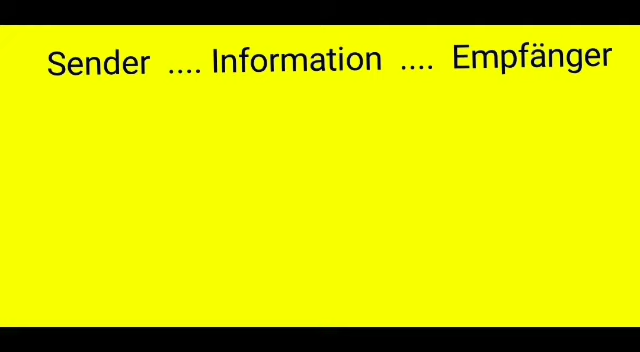 Sender .... Information .... Empfänger